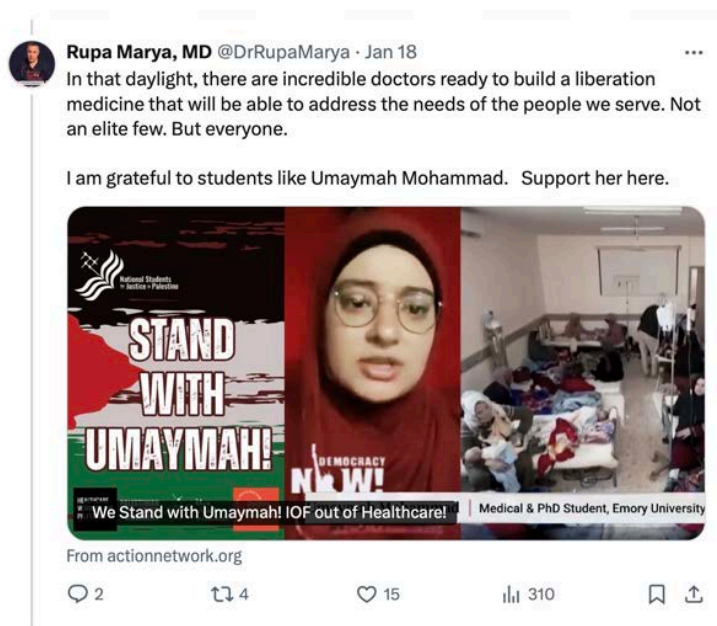 Rupa Marya, MD @DrRupaMarya · Jan 18
In that daylight, there are incredible doctors ready to build a liberation
medicine that will be able to address the needs of the people we serve. Not
an elite few. But everyone.
I am grateful to students like Umaymah Mohammad. Support her here.
National Students
for Justice in Palestine
STAND
WITH
UMAYMAH!
DEMOCRACY
NOW!
We Stand with Umaymah! IOF out of Healthcare!
Medical & PhD Student, Emory University
From actionnetwork.org
2
4
15
310